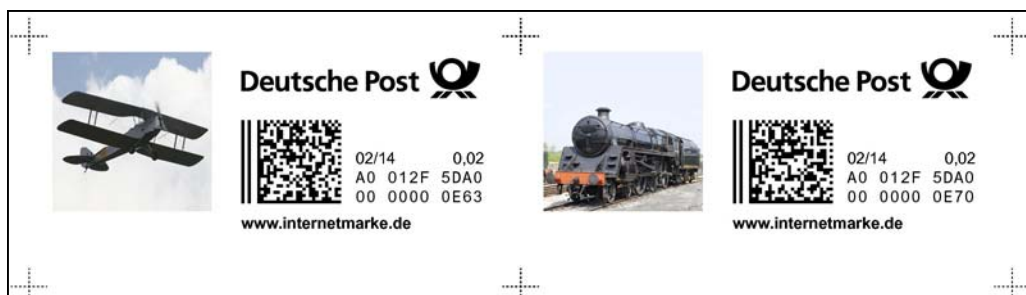 Deutsche Post
02/14 0,02
A0 012F 5DA0
00 0000 0E63
www.internetmarke.de
Deutsche Post
02/14 0,02
A0 012F 5DA0
00 0000 0E70
www.internetmarke.de